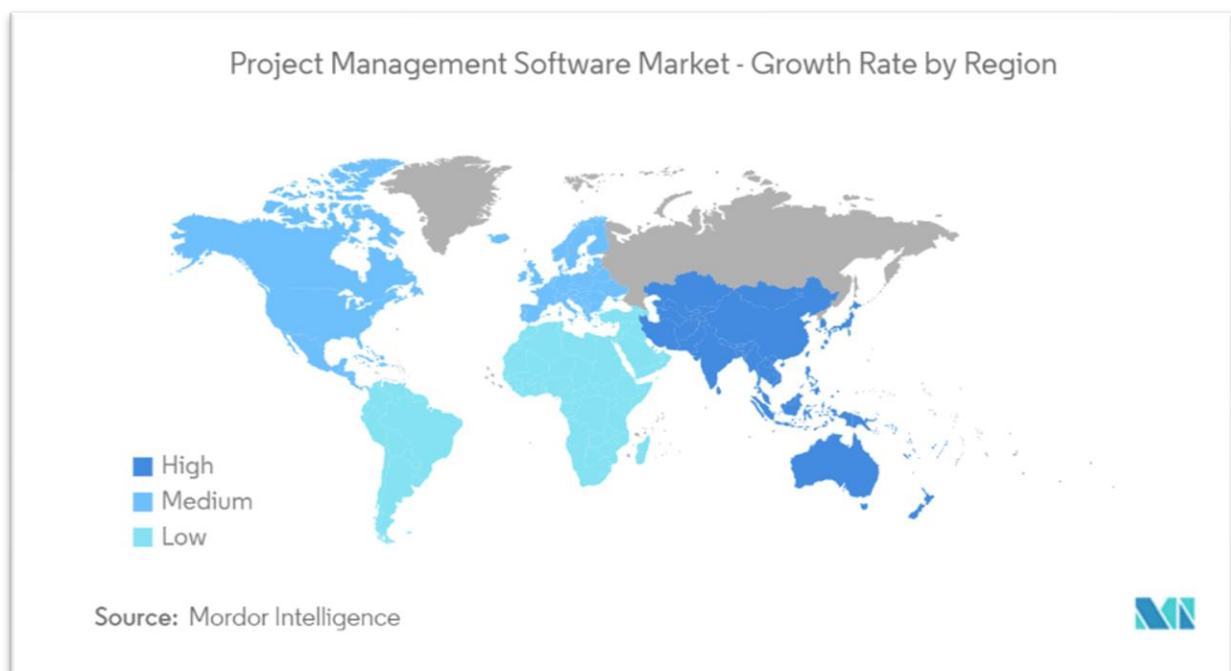 Project Management Software Market - Growth Rate by Region
High
Medium
Low
Source: Mordor Intelligence